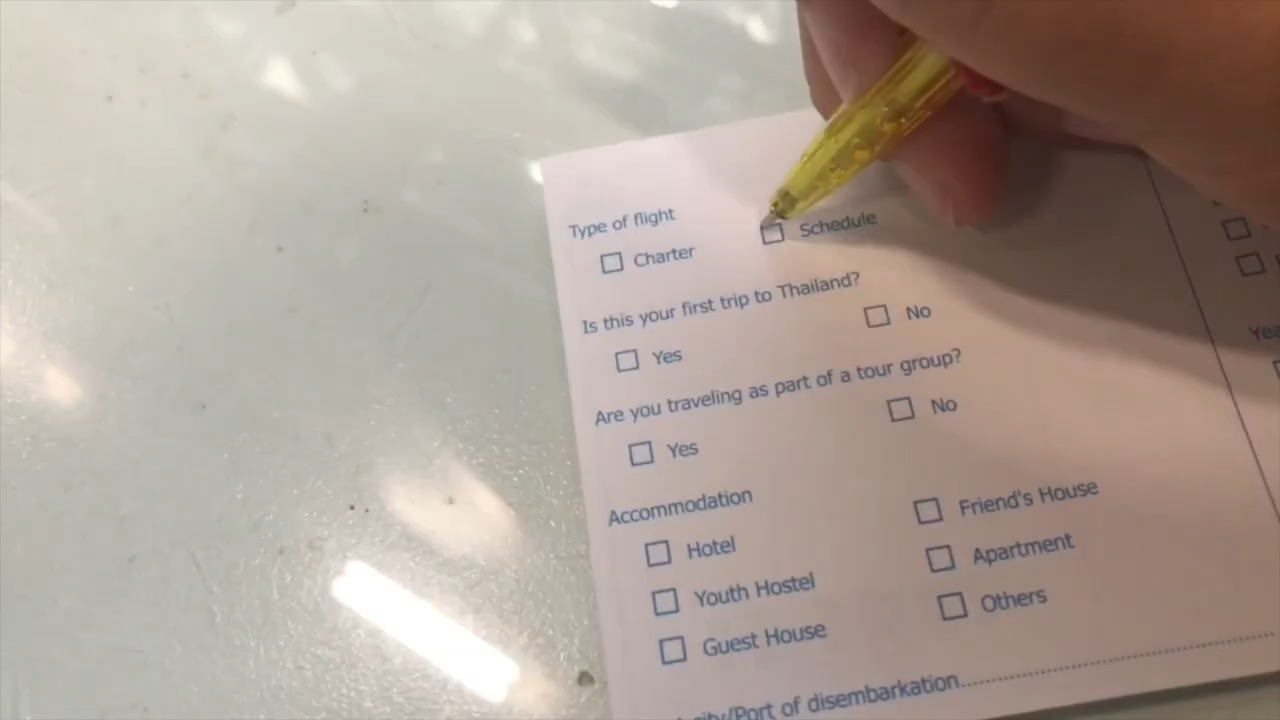 Type of flight
Charter Schedule
Is this your first trip to Thailand?
Yes No
Are you traveling as part of a tour group?
Yes No
Accommodation
Hotel Friend's House
Youth Hostel Apartment
Guest House Others
/Port of disembarkation